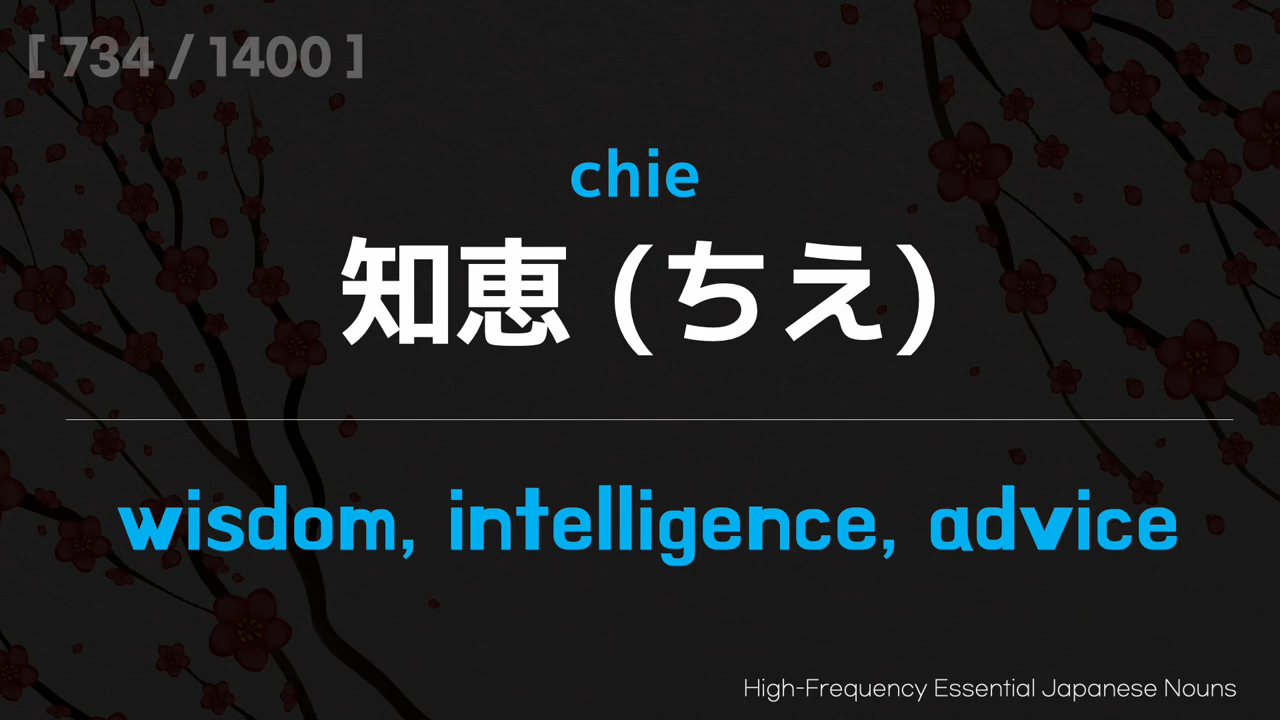 [ 734 / 1400 ]
chie
知恵 (ちえ)
wisdom, intelligence, advice
High-Frequency Essential Japanese Nouns